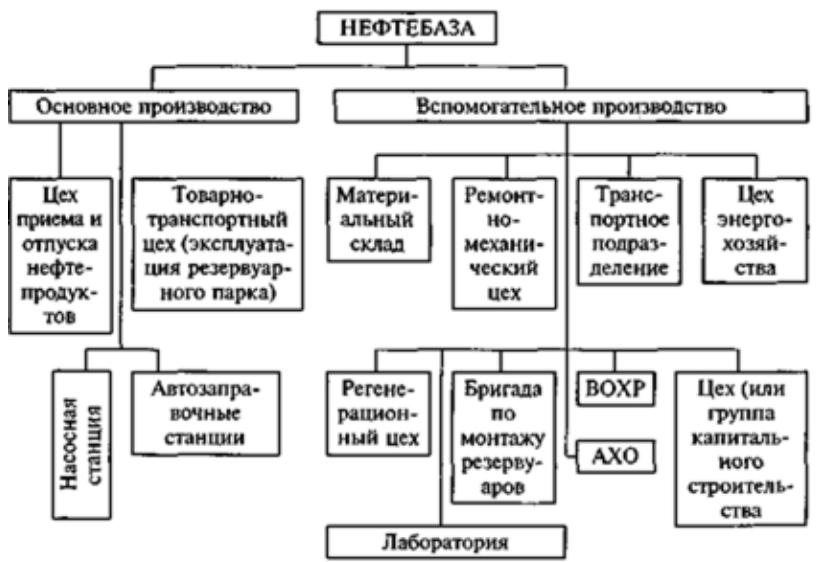 НЕФТЕБАЗА
Основное производство
Вспомогательное производство
Цех
приема и
отпуска
нефте-
продук-
тов
Товарно-
транспортный
цех (эксплуата-
ция резервуар-
ного парка)
Матери-
альный
склад
Ремонт-
но-
механи-
ческий
цех
Тран-
спортное
подраз-
деление
Цех
энерго-
хозяй-
ства
Насосная
станция
Автозапра-
вочные
станции
Регене-
рацион-
ный цех
Бригада
по
монтажу
резерву-
аров
ВОХР
АХО
Цех (или
группа
капиталь-
ного
строитель-
ства
Лаборатория